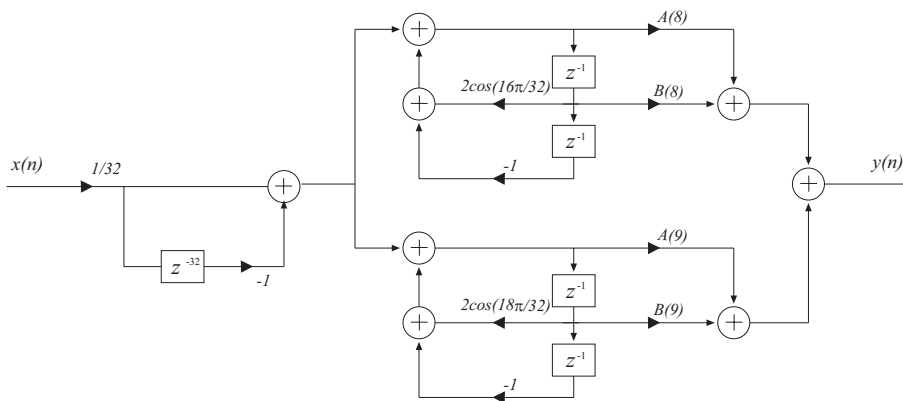 A(8)
z⁻¹
2cos(16π/32)
B(8)
z⁻¹
-1
x(n)
1/32
y(n)
z⁻³²
-1
A(9)
z⁻¹
2cos(18π/32)
B(9)
z⁻¹
-1